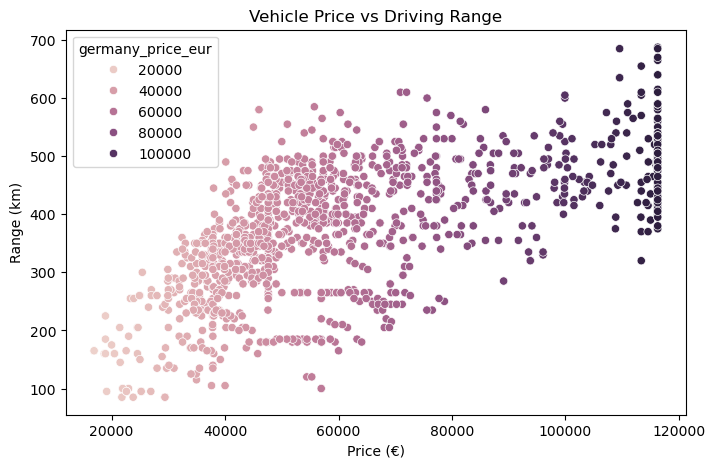 Vehicle Price vs Driving Range
germany_price_eur
20000
40000
60000
80000
100000
700
600
500
400
300
200
100
Range (km)
20000 40000 60000 80000 100000 120000
Price (€)